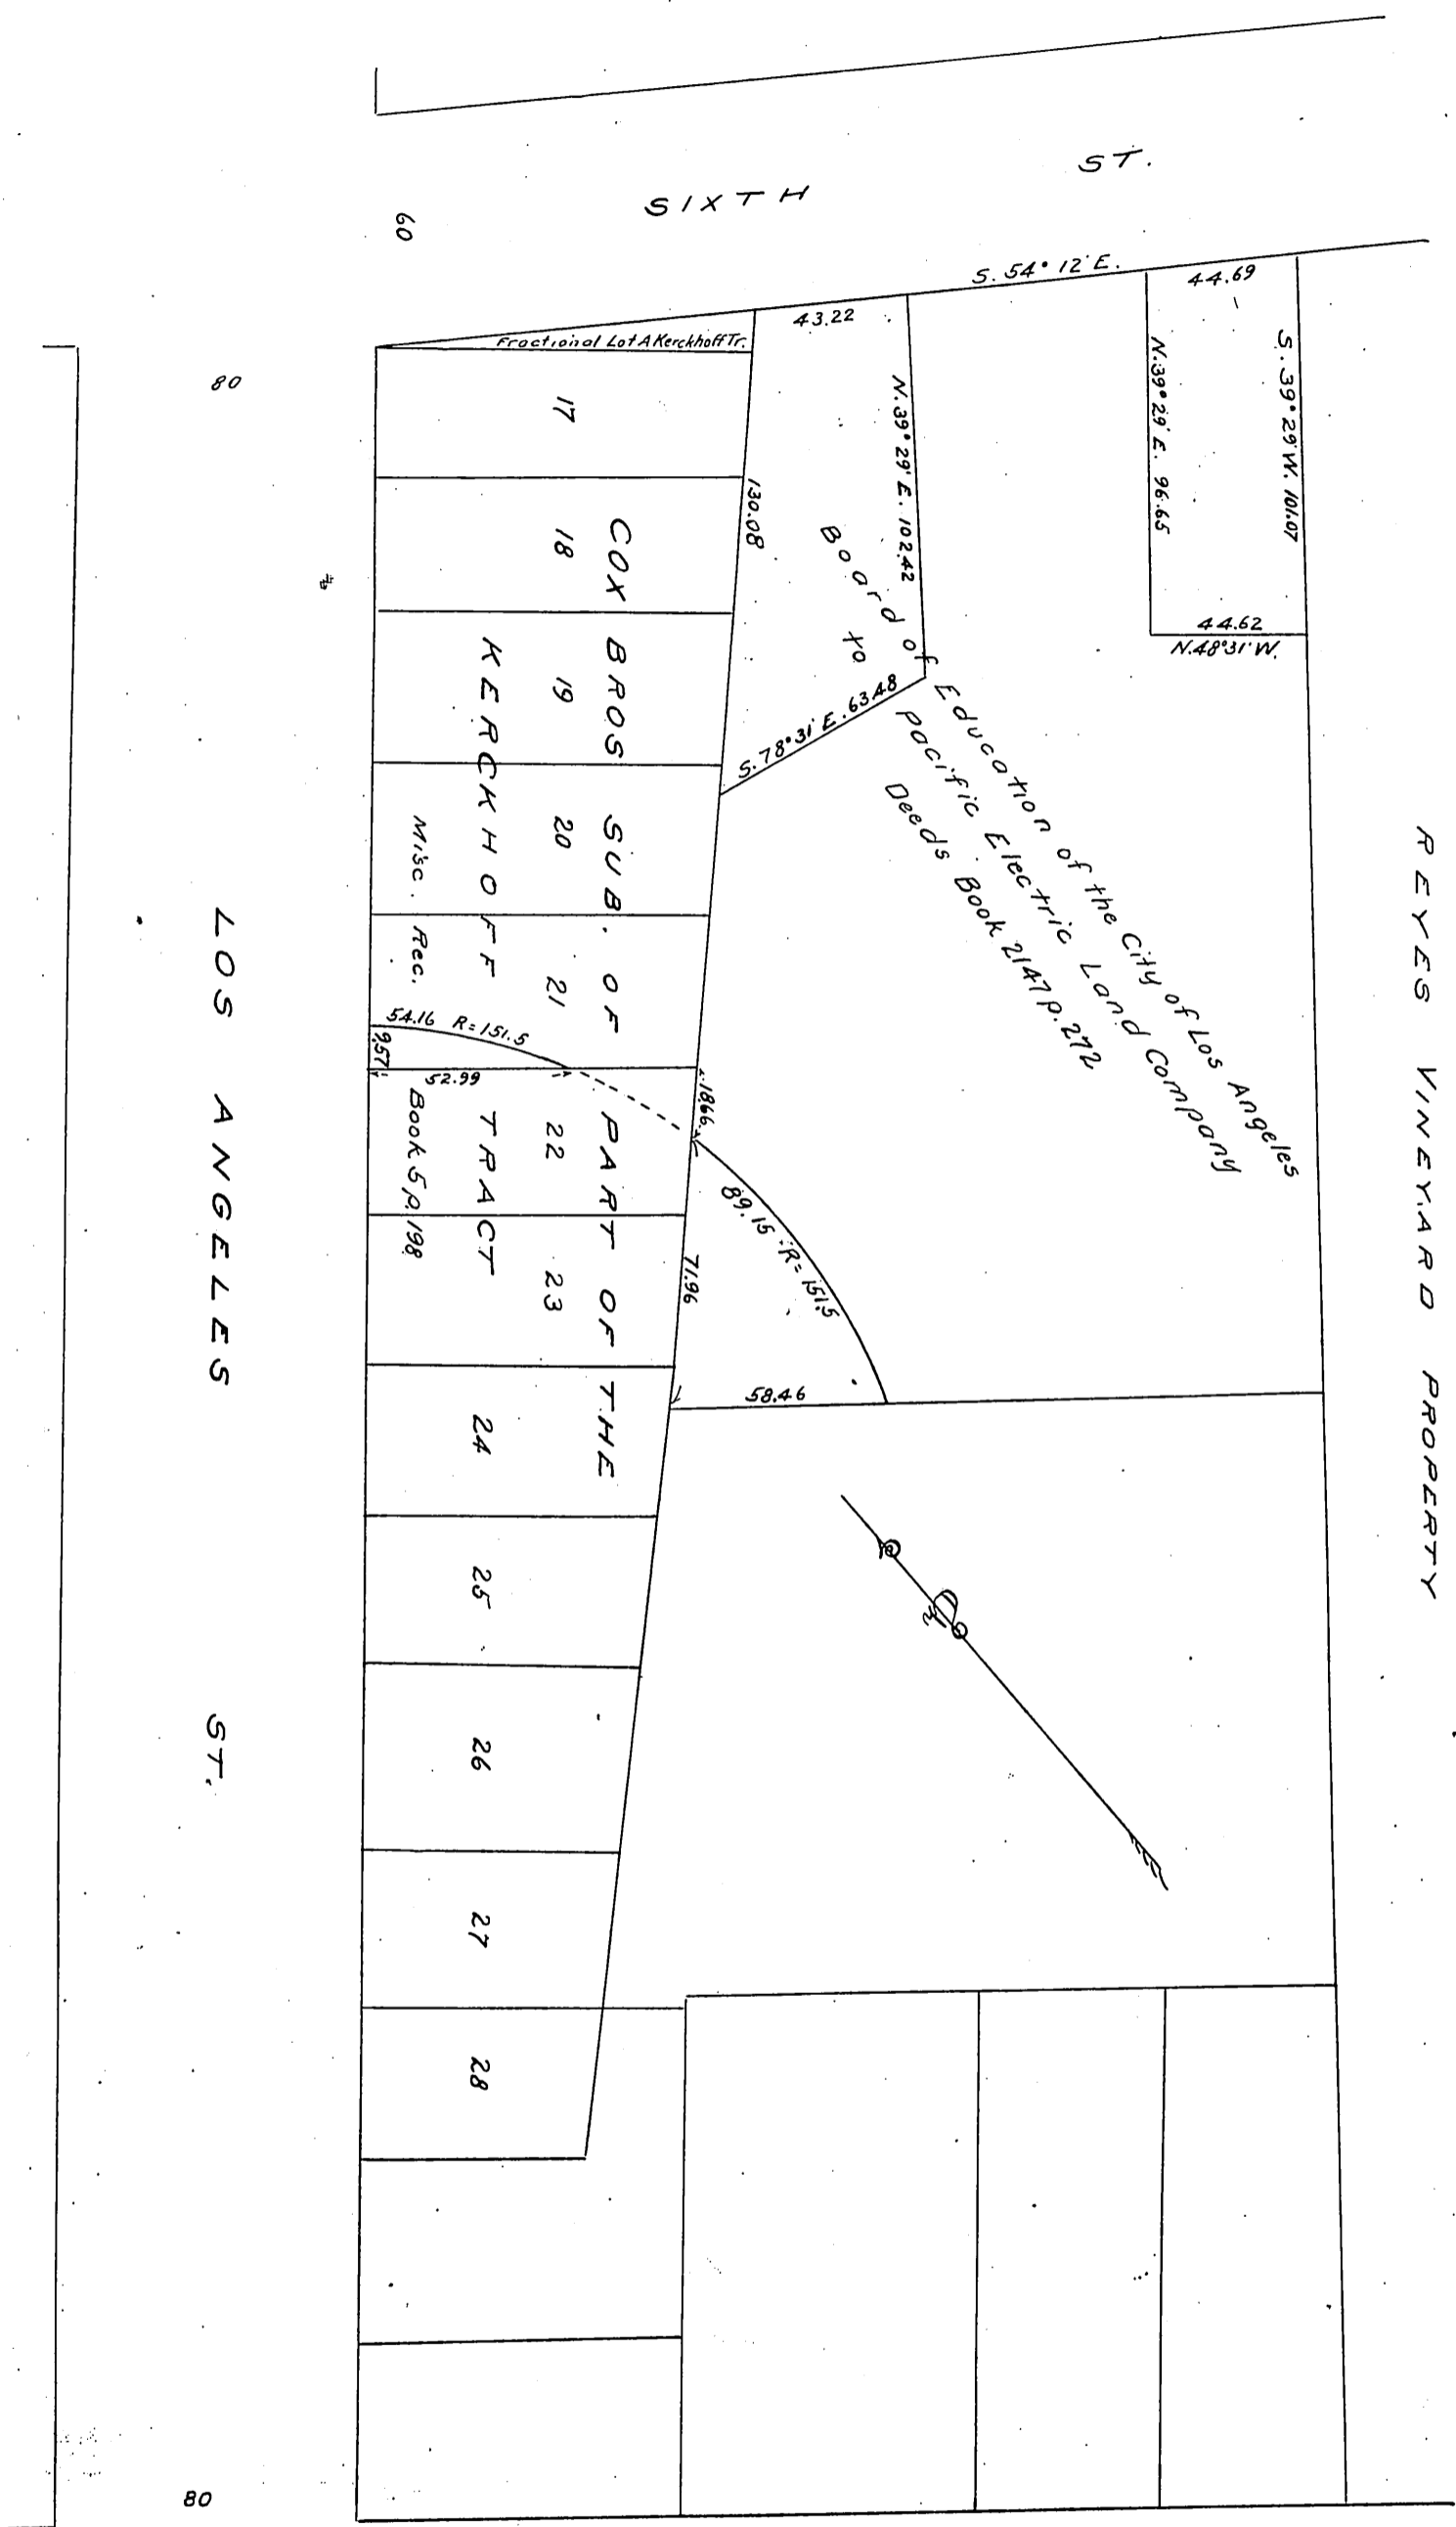 SIXTH ST.
60
S. 54° 12' E.
44.69
43.22
Fractional Lot A Kerckhoff Tr.
S. 39° 29' W. 101.07
N. 39° 29' E. 96.65
44.62
N. 48° 31' W.
N. 39° 29' E. 102.42
130.08
S. 78° 31' E. 63.48
Board of Education of the City of Los Angeles
to
Pacific Electric Land Company
Deeds Book 2147 p. 272
REYES VINEYARD PROPERTY
COX BROS SUB. OF PART OF THE
KERCKHOFF TRACT
Misc. Rec. Book 5 p. 198
17
18
19
20
21
22
23
24
25
26
27
28
54.16 R=151.5
9.57
52.99
18.66
89.15 R=151.5
71.96
58.46
80
LOS ANGELES ST.
80